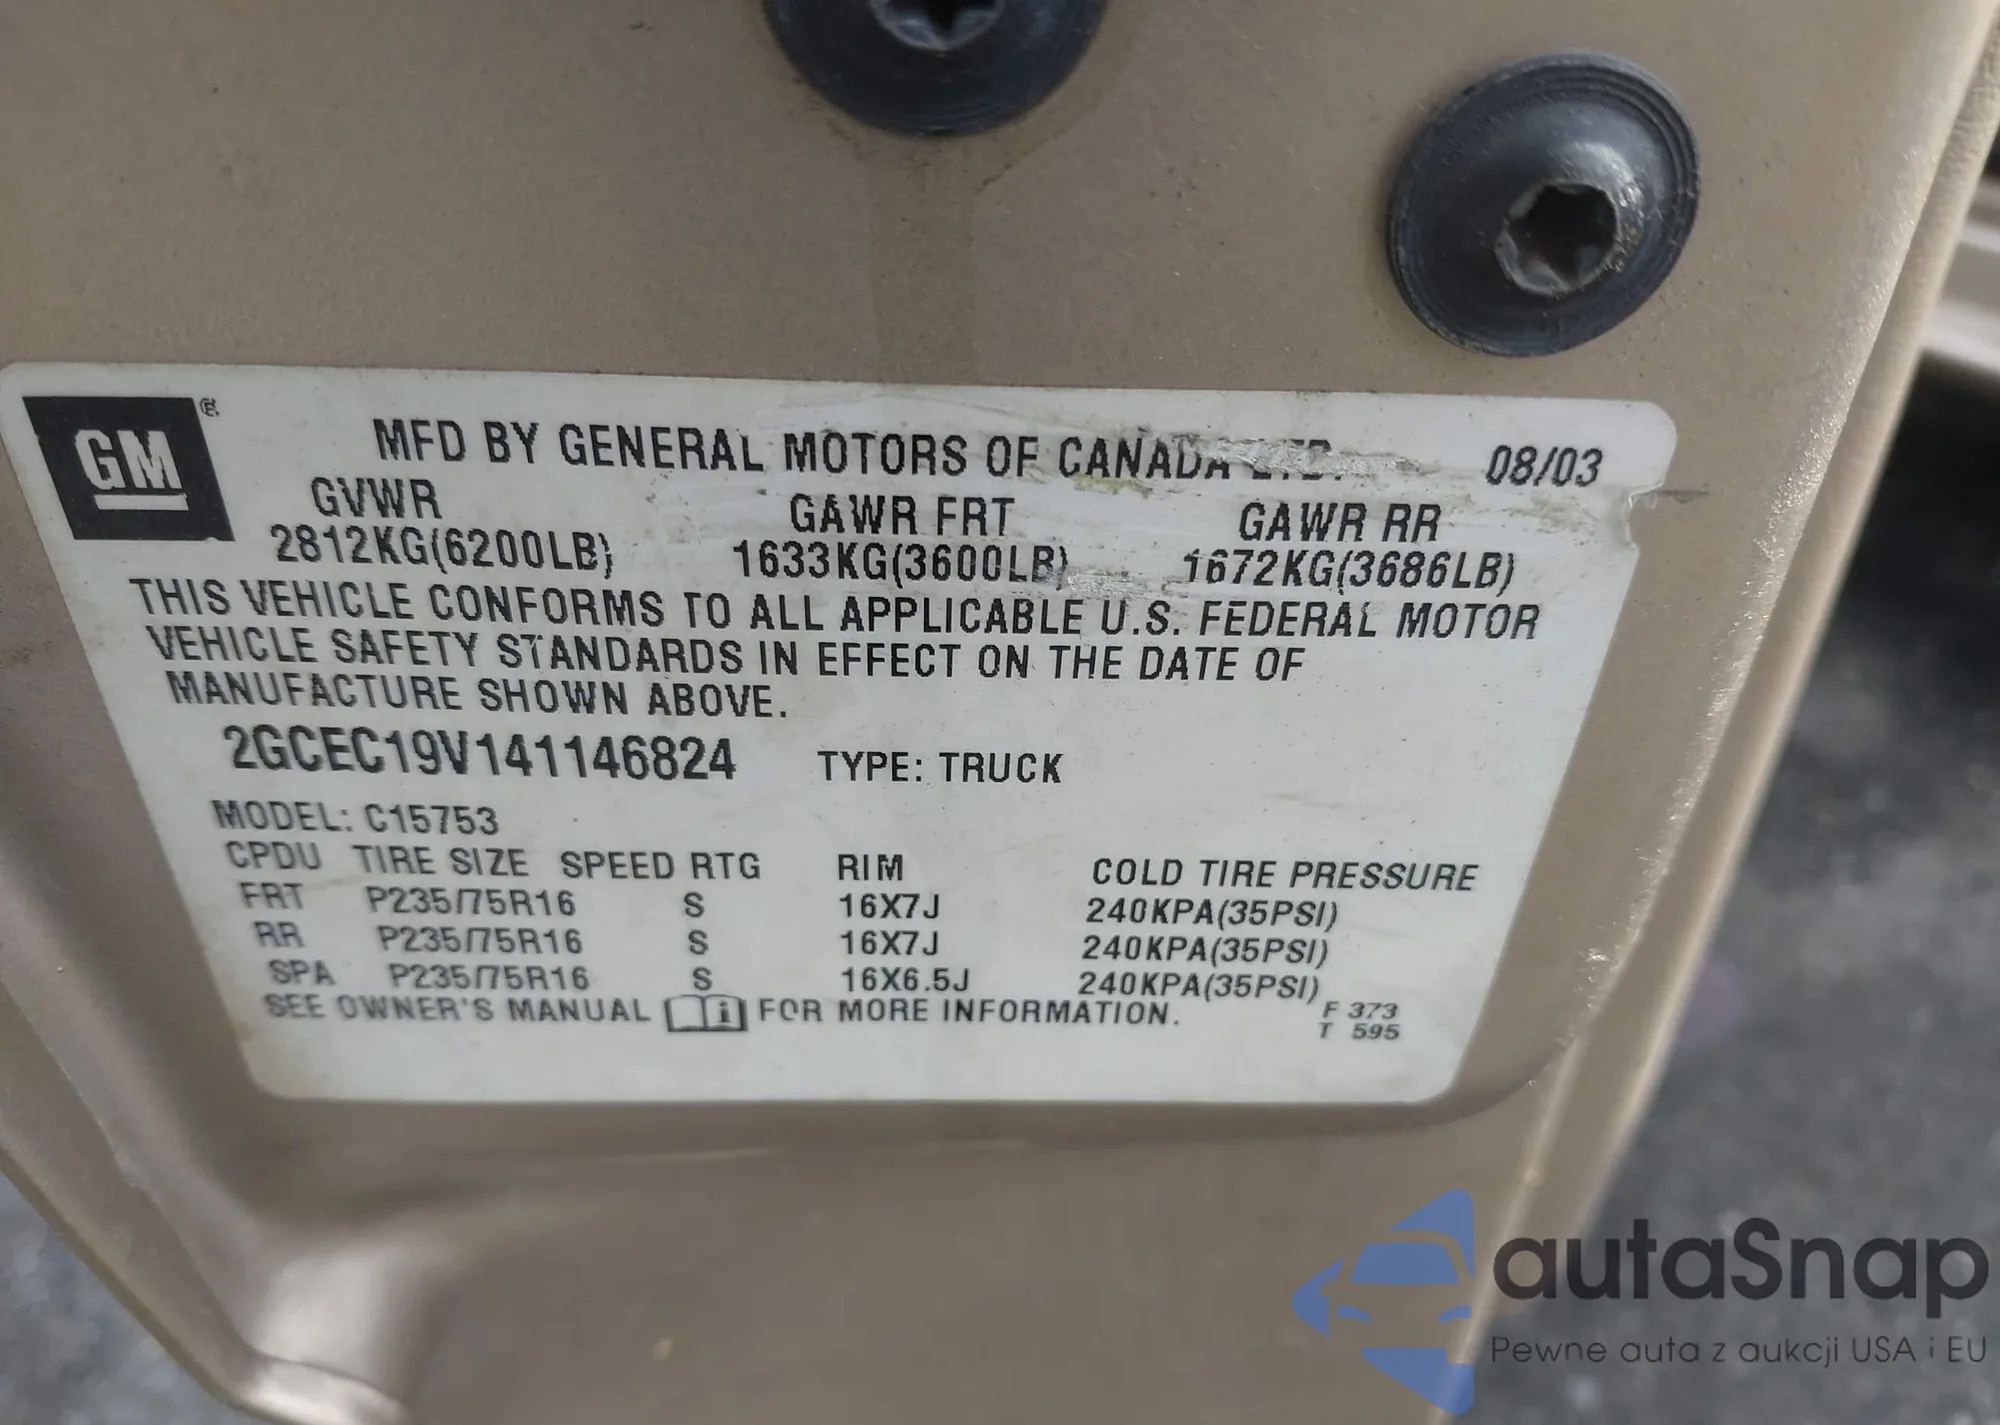 GM ®
MFD BY GENERAL MOTORS OF CANADA LTD. 08/03
GVWR GAWR FRT GAWR RR
2812KG(6200LB) 1633KG(3600LB) 1672KG(3686LB)
THIS VEHICLE CONFORMS TO ALL APPLICABLE U.S. FEDERAL MOTOR
VEHICLE SAFETY STANDARDS IN EFFECT ON THE DATE OF
MANUFACTURE SHOWN ABOVE.
2GCEC19V141146824 TYPE: TRUCK
MODEL: C15753
CPDU TIRE SIZE SPEED RTG RIM COLD TIRE PRESSURE
FRT P235/75R16 S 16X7J 240KPA(35PSI)
RR P235/75R16 S 16X7J 240KPA(35PSI)
SPA P235/75R16 S 16X6.5J 240KPA(35PSI)
SEE OWNER'S MANUAL i FOR MORE INFORMATION. F 373
T 595
autaSnap
Pewne auta z aukcji USA i EU